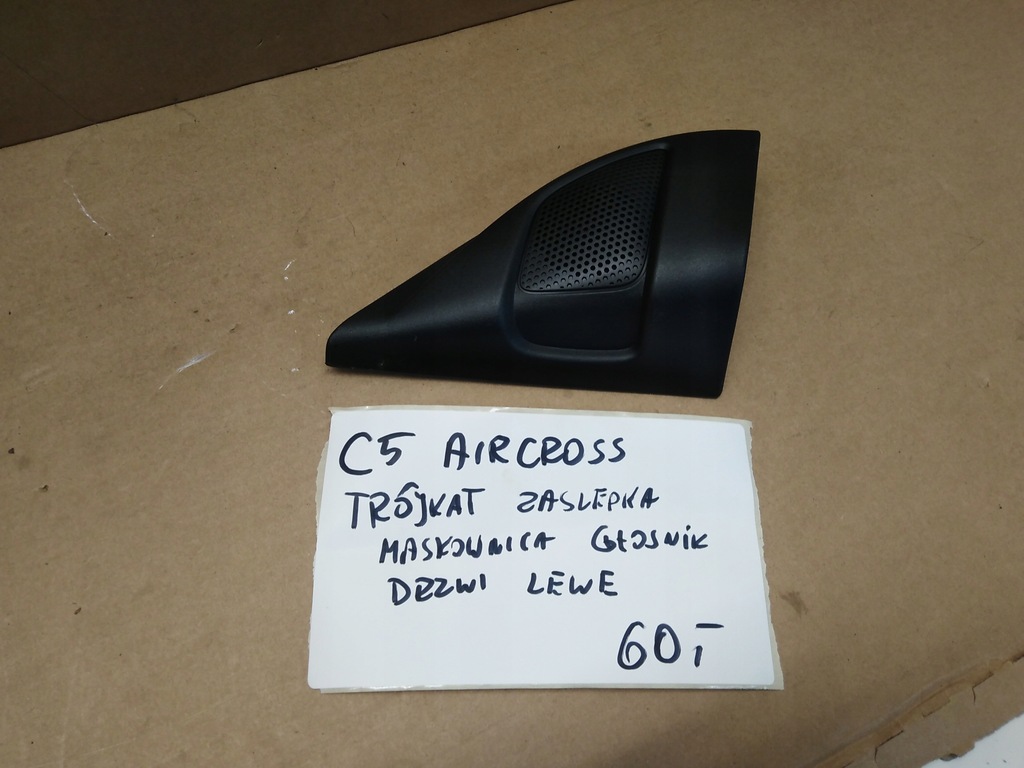 C5 AIRCROSS
TRÓJKAT ZASLEPKA
MASKOWNICA GŁOSNIK
DRZWI LEWE
60,-